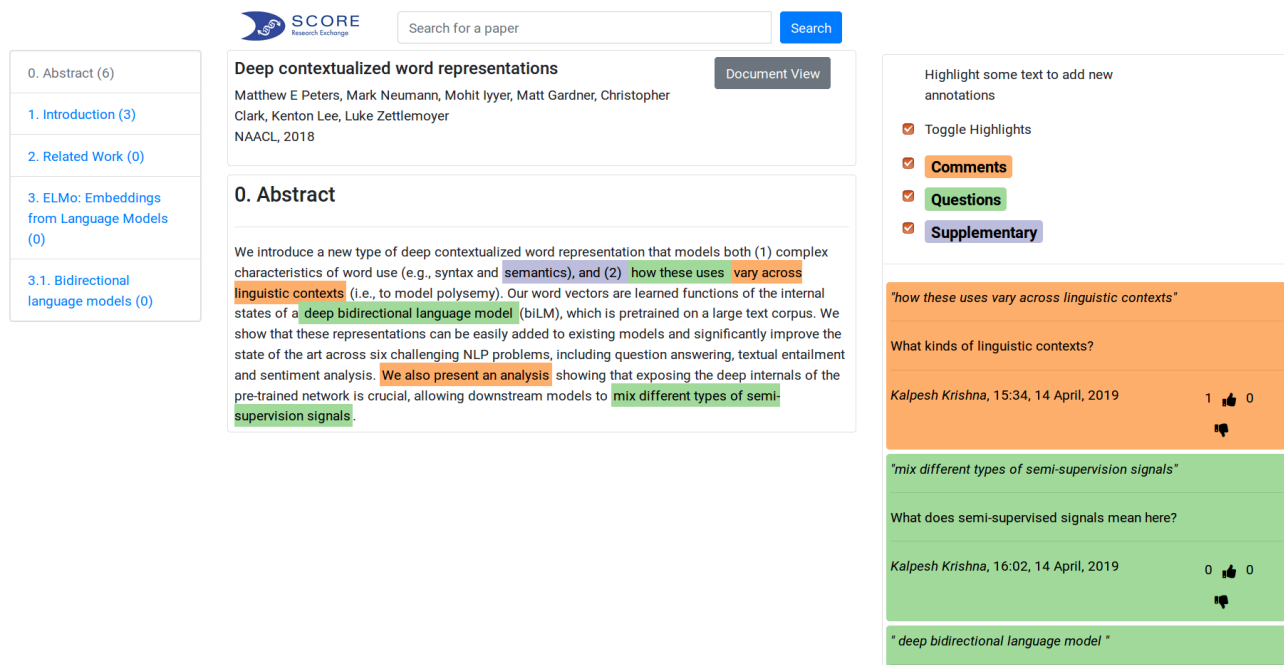 SCORE
Research Exchange
Search for a paper
Search
0. Abstract (6)
1. Introduction (3)
2. Related Work (0)
3. ELMo: Embeddings
from Language Models
(0)
3.1. Bidirectional
language models (0)
Deep contextualized word representations
Document View
Matthew E Peters, Mark Neumann, Mohit Iyyer, Matt Gardner, Christopher
Clark, Kenton Lee, Luke Zettlemoyer
NAACL, 2018
0. Abstract
We introduce a new type of deep contextualized word representation that models both (1) complex
characteristics of word use (e.g., syntax and semantics), and (2) how these uses vary across
linguistic contexts (i.e., to model polysemy). Our word vectors are learned functions of the internal
states of a deep bidirectional language model (biLM), which is pretrained on a large text corpus. We
show that these representations can be easily added to existing models and significantly improve the
state of the art across six challenging NLP problems, including question answering, textual entailment
and sentiment analysis. We also present an analysis showing that exposing the deep internals of the
pre-trained network is crucial, allowing downstream models to mix different types of semi-
supervision signals.
Highlight some text to add new
annotations
Toggle Highlights
Comments
Questions
Supplementary
"how these uses vary across linguistic contexts"
What kinds of linguistic contexts?
Kalpesh Krishna, 15:34, 14 April, 2019
1 0
"mix different types of semi-supervision signals"
What does semi-supervised signals mean here?
Kalpesh Krishna, 16:02, 14 April, 2019
0 0
" deep bidirectional language model "